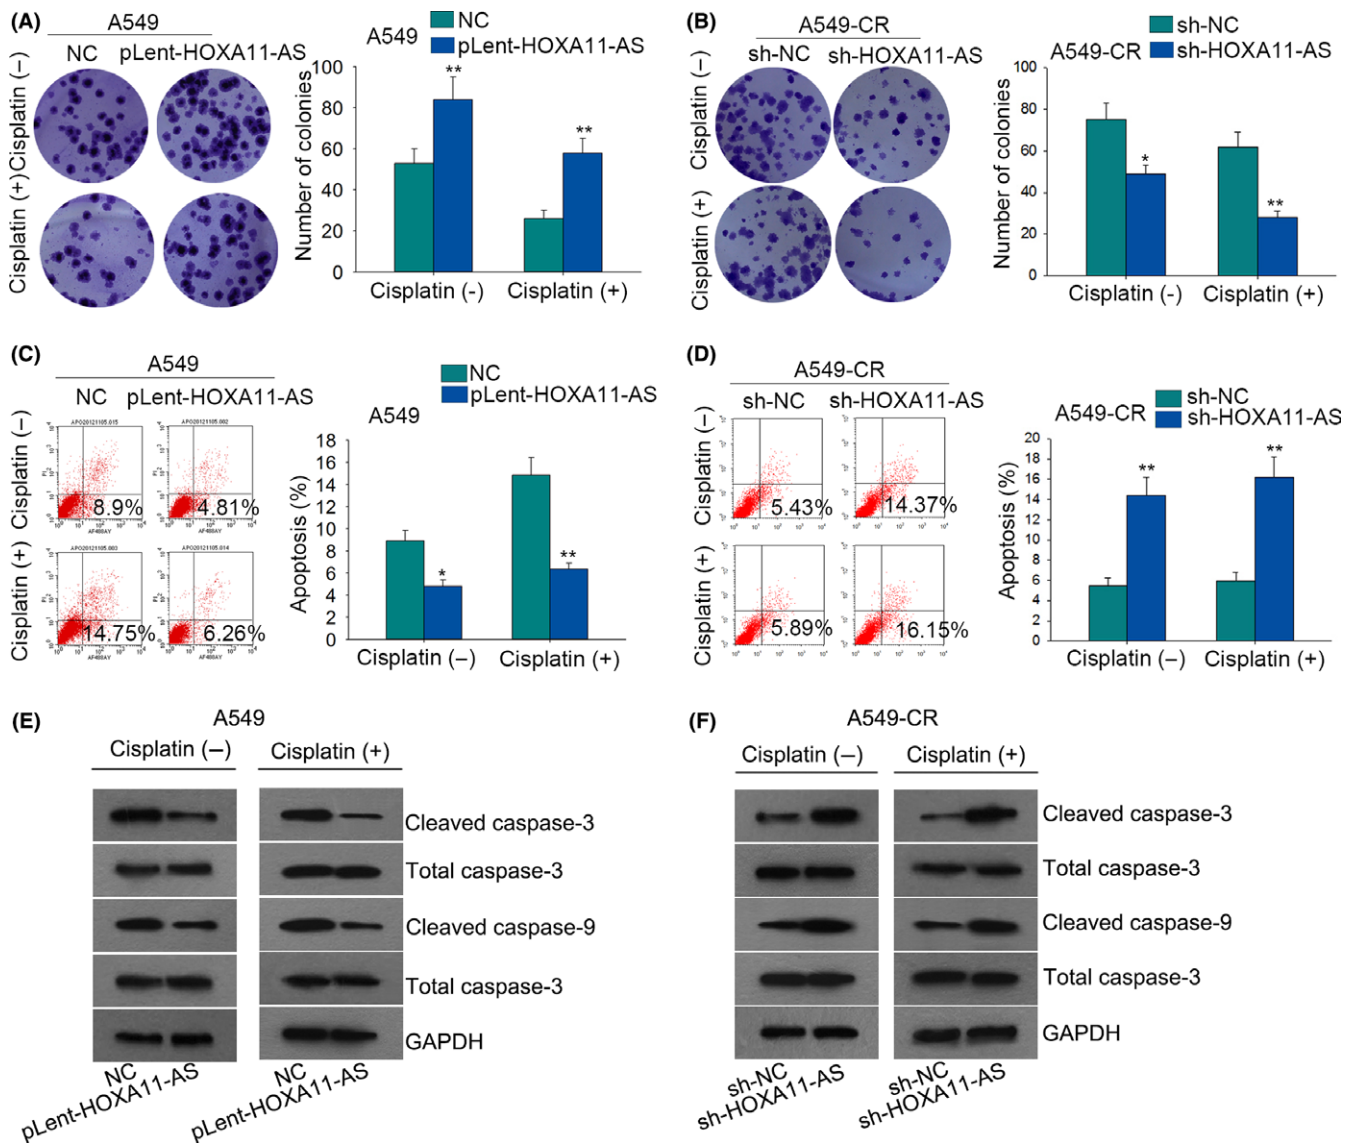 (A)
A549
NC pLent-HOXA11-AS
Cisplatin (+) Cisplatin (–)
NC
pLent-HOXA11-AS
A549
Number of colonies
100
80
60
40
20
0
**
**
Cisplatin (-) Cisplatin (+)
(B)
A549-CR
sh-NC sh-HOXA11-AS
Cisplatin (–)
Cisplatin (+)
sh-NC
sh-HOXA11-AS
A549-CR
Number of colonies
100
80
60
40
20
0
*
**
Cisplatin (-) Cisplatin (+)
(C)
A549
NC pLent-HOXA11-AS
Cisplatin (–)
Cisplatin (+)
8.9%
4.81%
14.75%
6.26%
NC
pLent-HOXA11-AS
A549
Apoptosis (%)
18
16
14
12
10
8
6
4
2
0
*
**
Cisplatin (–) Cisplatin (+)
(D)
A549-CR
sh-NC sh-HOXA11-AS
Cisplatin (–)
Cisplatin (+)
5.43%
14.37%
5.89%
16.15%
sh-NC
sh-HOXA11-AS
A549-CR
Apoptosis (%)
20
18
16
14
12
10
8
6
4
2
0
**
**
Cisplatin (–) Cisplatin (+)
(E)
A549
Cisplatin (–) Cisplatin (+)
Cleaved caspase-3
Total caspase-3
Cleaved caspase-9
Total caspase-3
GAPDH
NC
pLent-HOXA11-AS
NC
pLent-HOXA11-AS
(F)
A549-CR
Cisplatin (–) Cisplatin (+)
Cleaved caspase-3
Total caspase-3
Cleaved caspase-9
Total caspase-3
GAPDH
sh-NC
sh-HOXA11-AS
sh-NC
sh-HOXA11-AS